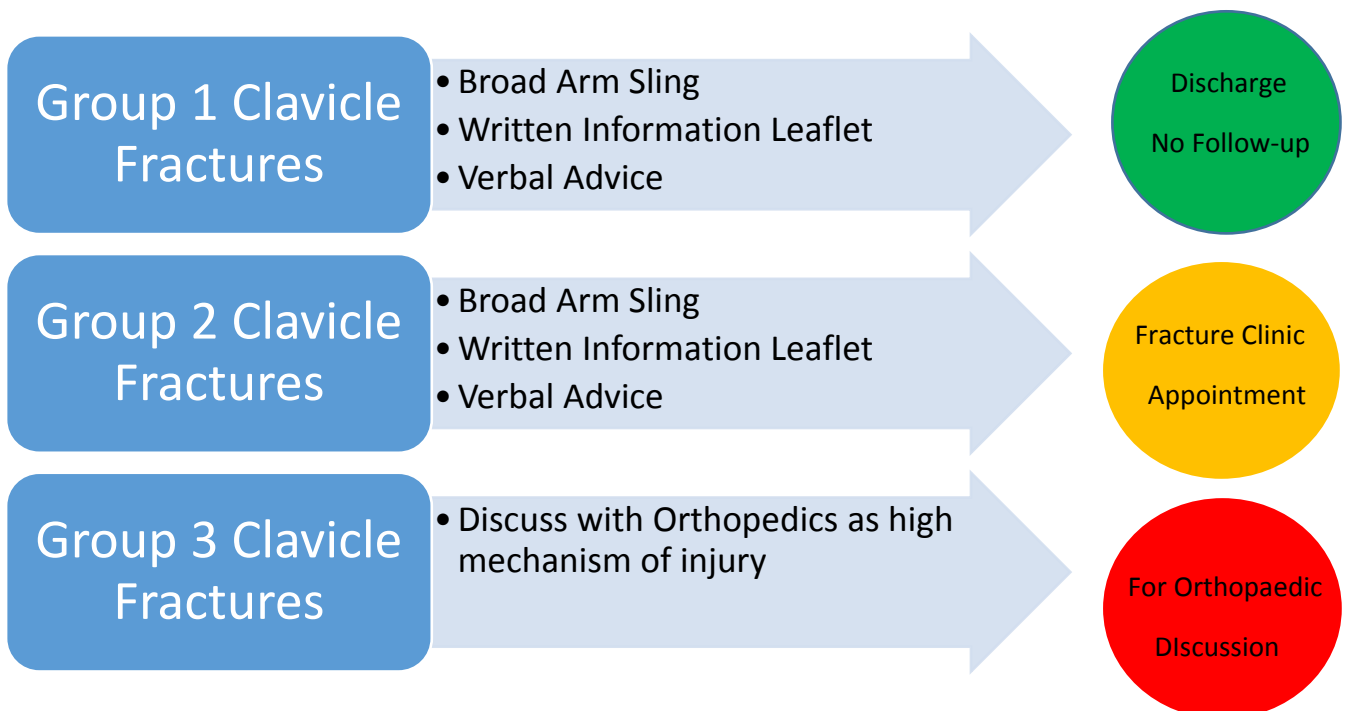 Group 1 Clavicle
Fractures
• Broad Arm Sling
• Written Information Leaflet
• Verbal Advice
Discharge
No Follow-up
Group 2 Clavicle
Fractures
• Broad Arm Sling
• Written Information Leaflet
• Verbal Advice
Fracture Clinic
Appointment
Group 3 Clavicle
Fractures
• Discuss with Orthopedics as high
mechanism of injury
For Orthopaedic
DIscussion